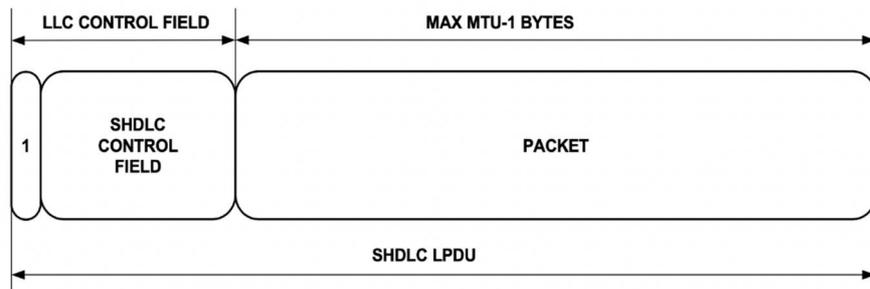 LLC CONTROL FIELD
MAX MTU-1 BYTES
1
SHDLC
CONTROL
FIELD
PACKET
SHDLC LPDU